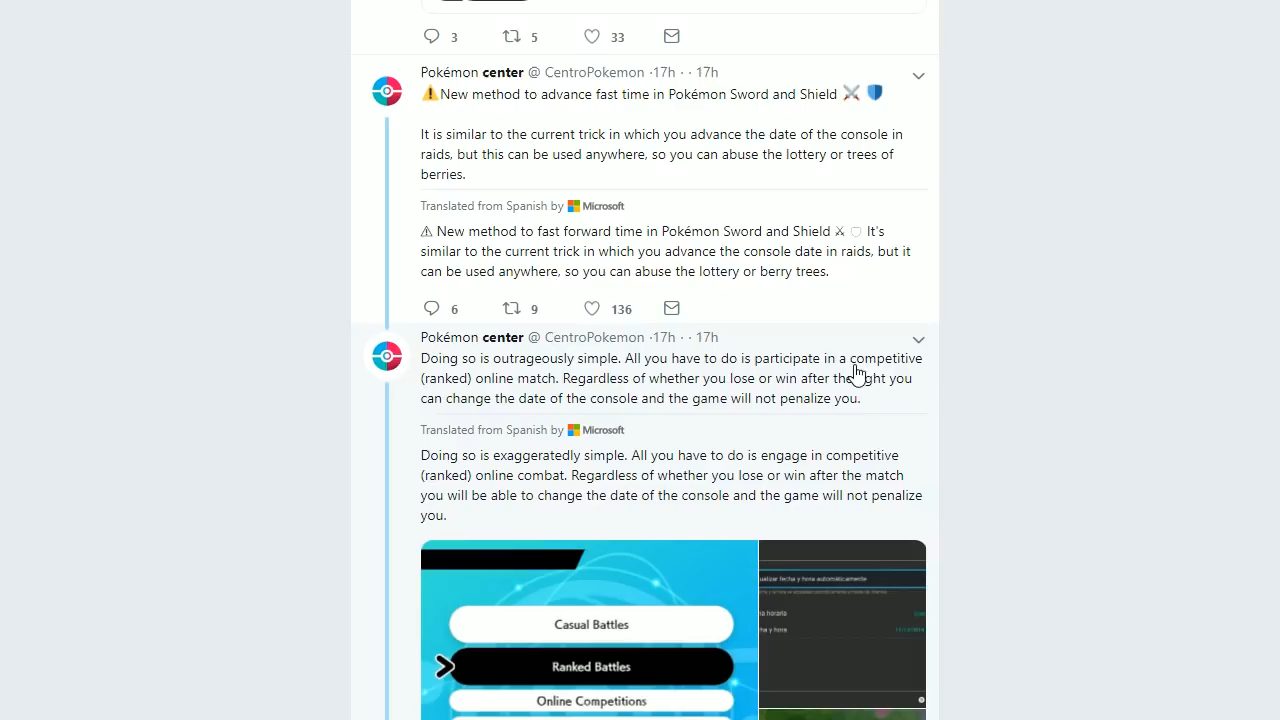 3 5 33
Pokémon center @ CentroPokemon ·17h · · 17h
⚠New method to advance fast time in Pokémon Sword and Shield ⚔ 🛡
It is similar to the current trick in which you advance the date of the console in
raids, but this can be used anywhere, so you can abuse the lottery or trees of
berries.
Translated from Spanish by Microsoft
⚠ New method to fast forward time in Pokémon Sword and Shield ⚔ 🛡 It's
similar to the current trick in which you advance the console date in raids, but it
can be used anywhere, so you can abuse the lottery or berry trees.
6 9 136
Pokémon center @ CentroPokemon ·17h · · 17h
Doing so is outrageously simple. All you have to do is participate in a competitive
(ranked) online match. Regardless of whether you lose or win after the fight you
can change the date of the console and the game will not penalize you.
Translated from Spanish by Microsoft
Doing so is exaggeratedly simple. All you have to do is engage in competitive
(ranked) online combat. Regardless of whether you lose or win after the match
you will be able to change the date of the console and the game will not penalize
you.
Casual Battles
Ranked Battles
Online Competitions
ualizar fecha y hora automáticamente
ia horaria
ha y hora